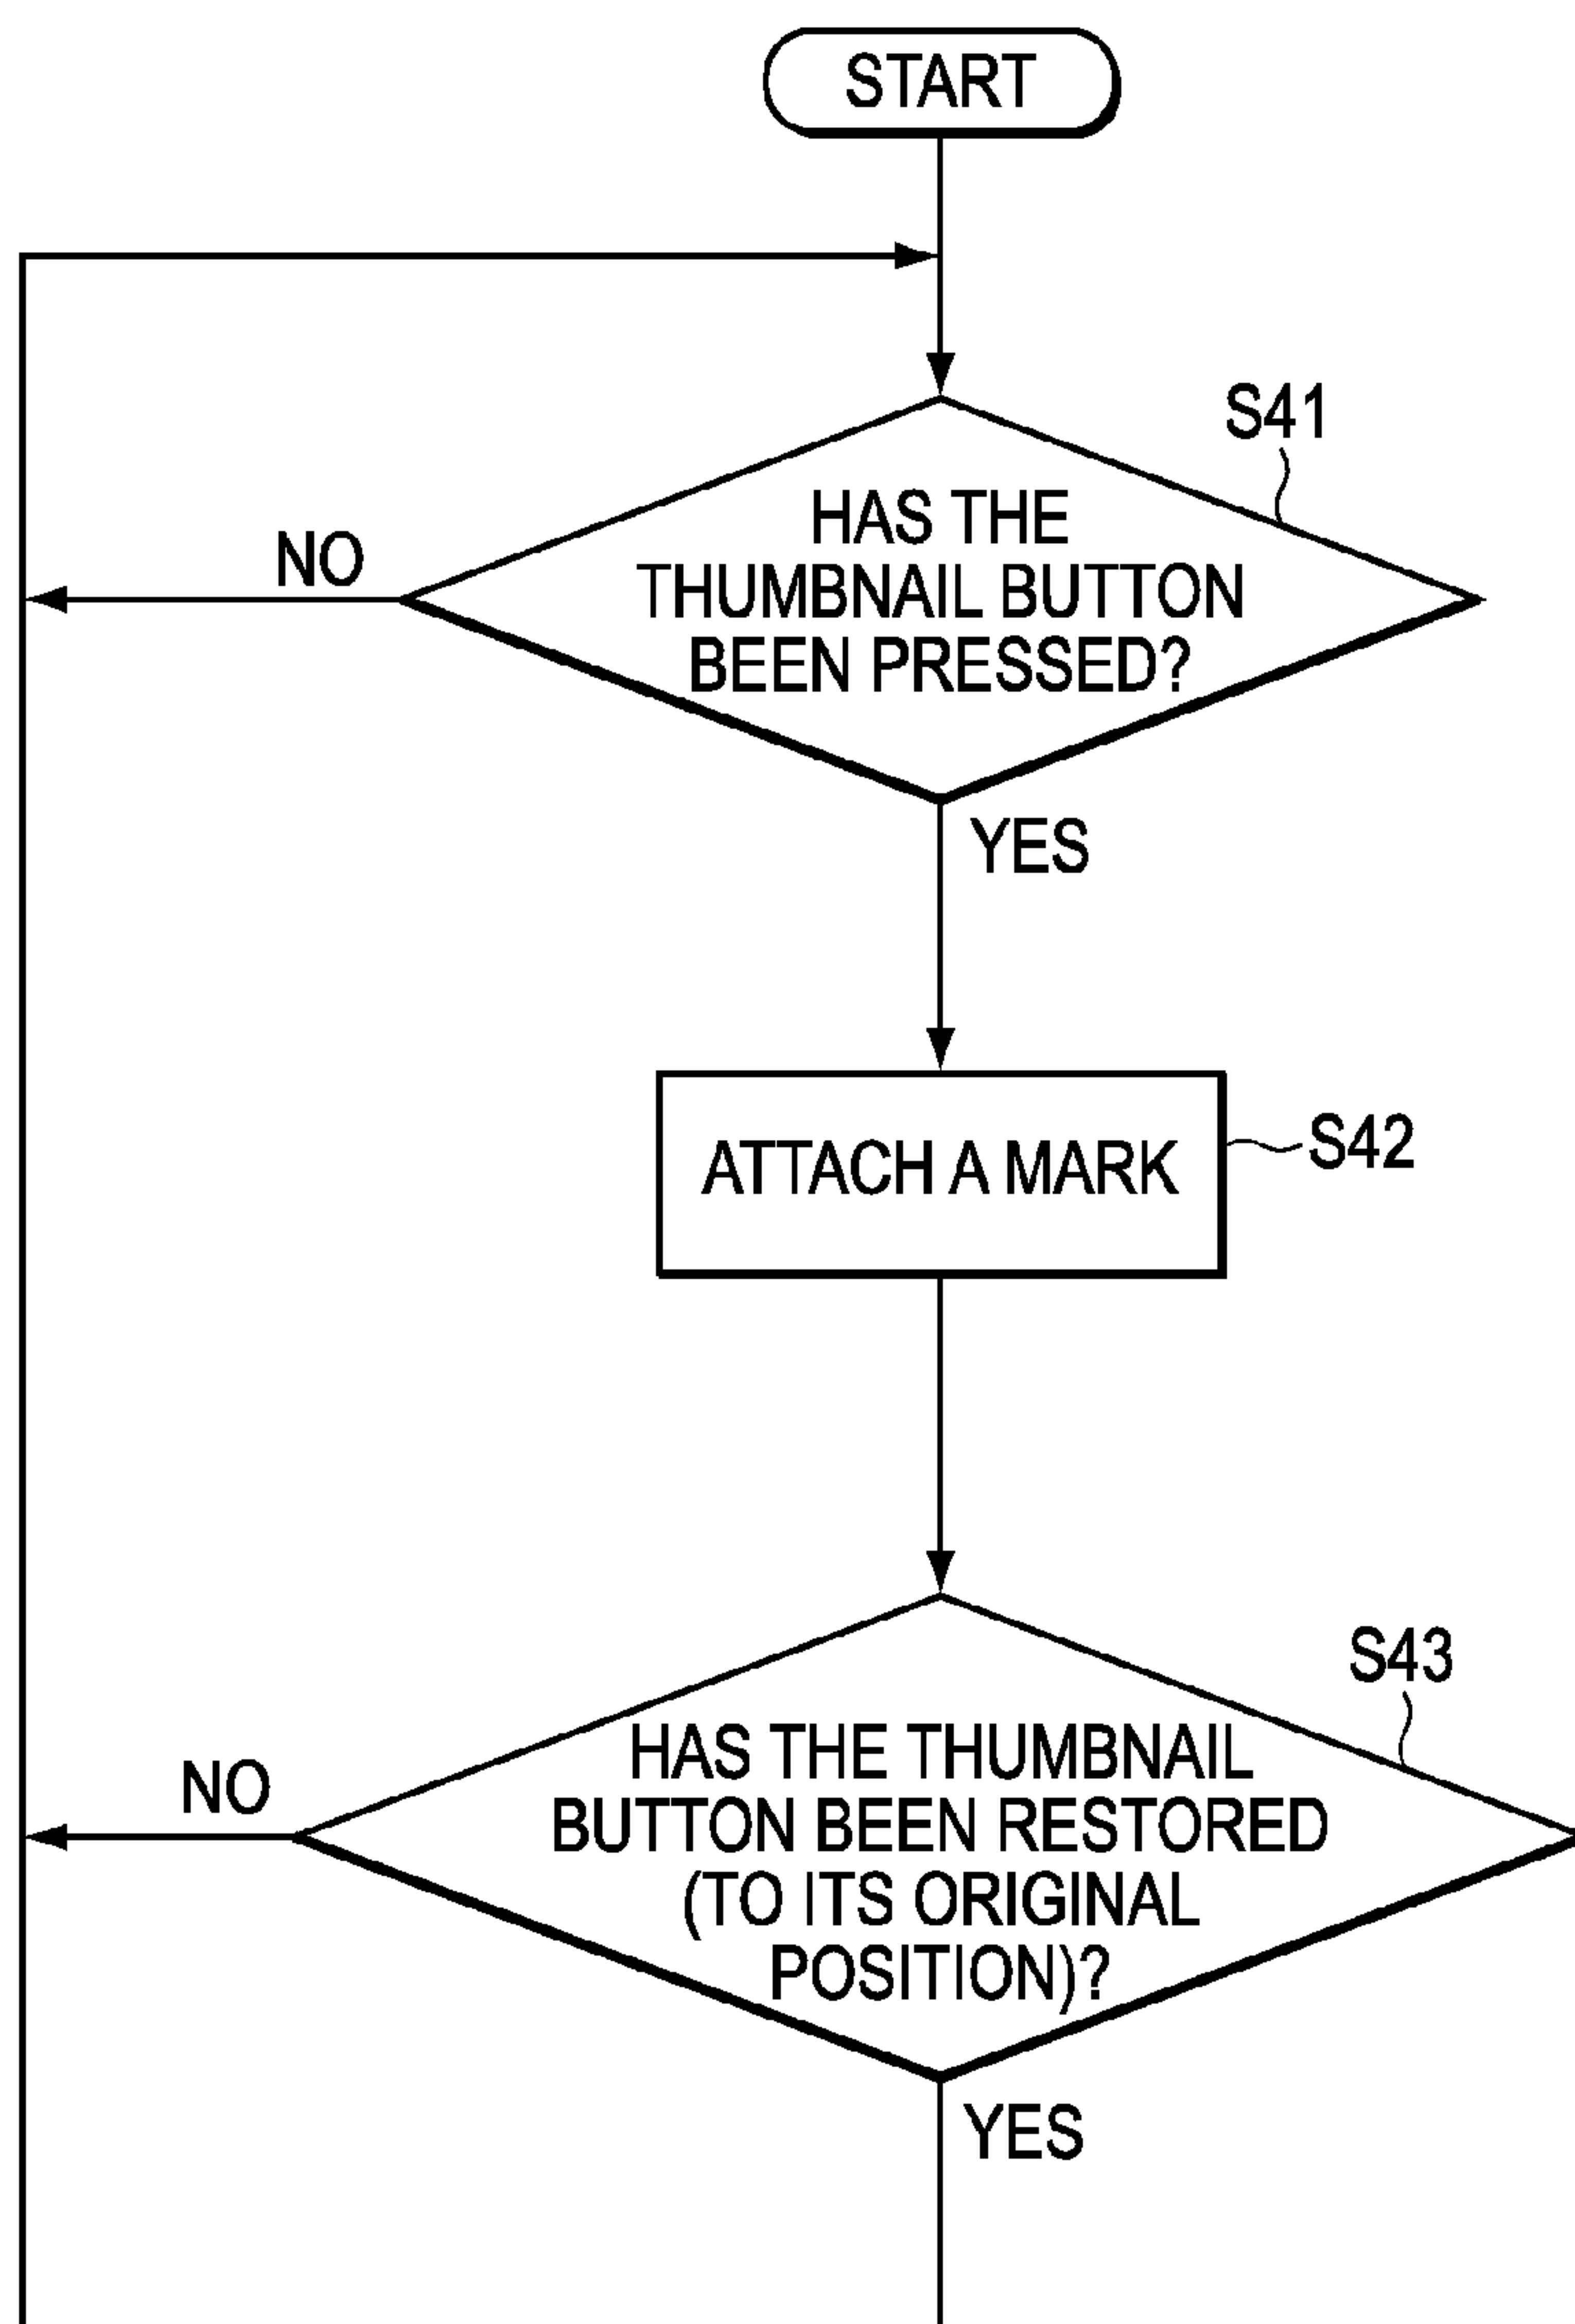 START
S41
HAS THE
THUMBNAIL BUTTON
BEEN PRESSED?
NO
YES
ATTACH A MARK
S42
S43
HAS THE THUMBNAIL
BUTTON BEEN RESTORED
(TO ITS ORIGINAL
POSITION)?
NO
YES